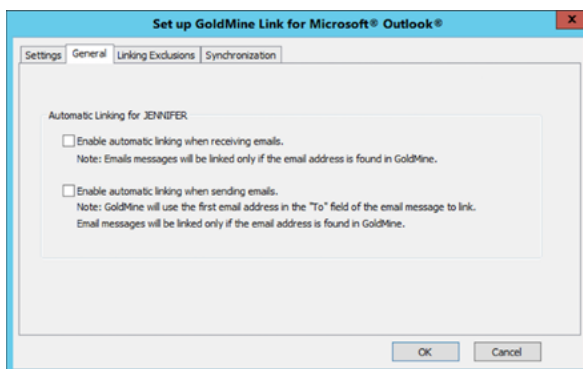 Set up GoldMine Link for Microsoft® Outlook®
x
Settings General Linking Exclusions Synchronization
Automatic Linking for JENNIFER
Enable automatic linking when receiving emails.
Note: Emails messages will be linked only if the email address is found in GoldMine.
Enable automatic linking when sending emails.
Note: GoldMine will use the first email address in the "To" field of the email message to link.
Email messages will be linked only if the email address is found in GoldMine.
OK Cancel